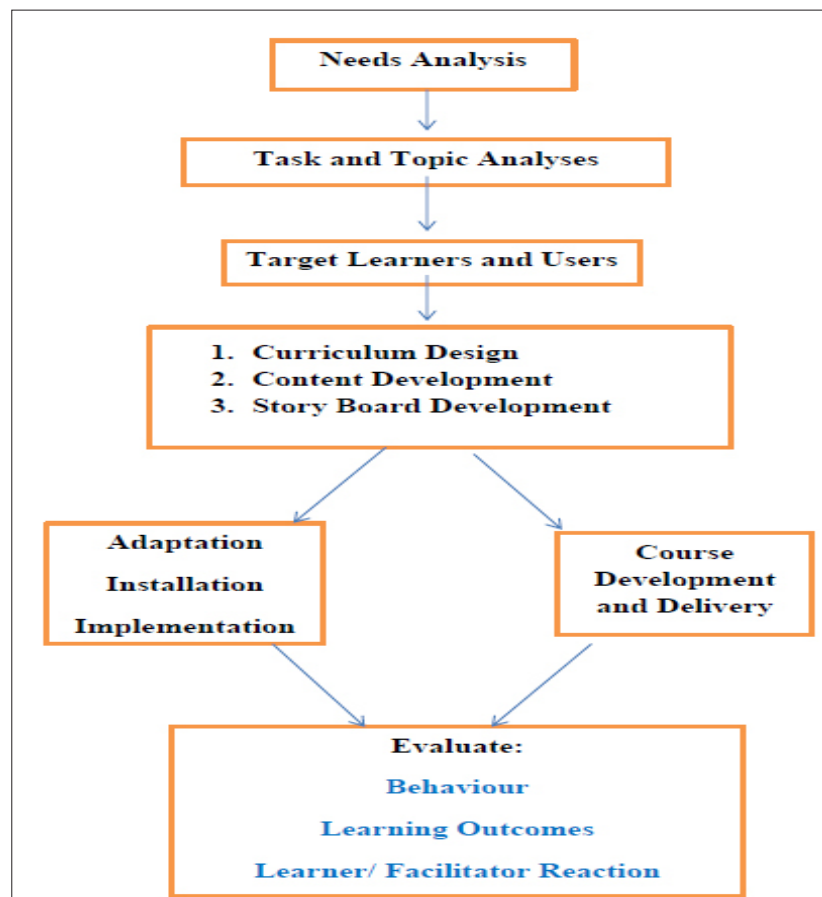 Needs Analysis
Task and Topic Analyses
Target Learners and Users
1. Curriculum Design
2. Content Development
3. Story Board Development
Adaptation
Installation
Implementation
Course
Development
and Delivery
Evaluate:
Behaviour
Learning Outcomes
Learner/ Facilitator Reaction